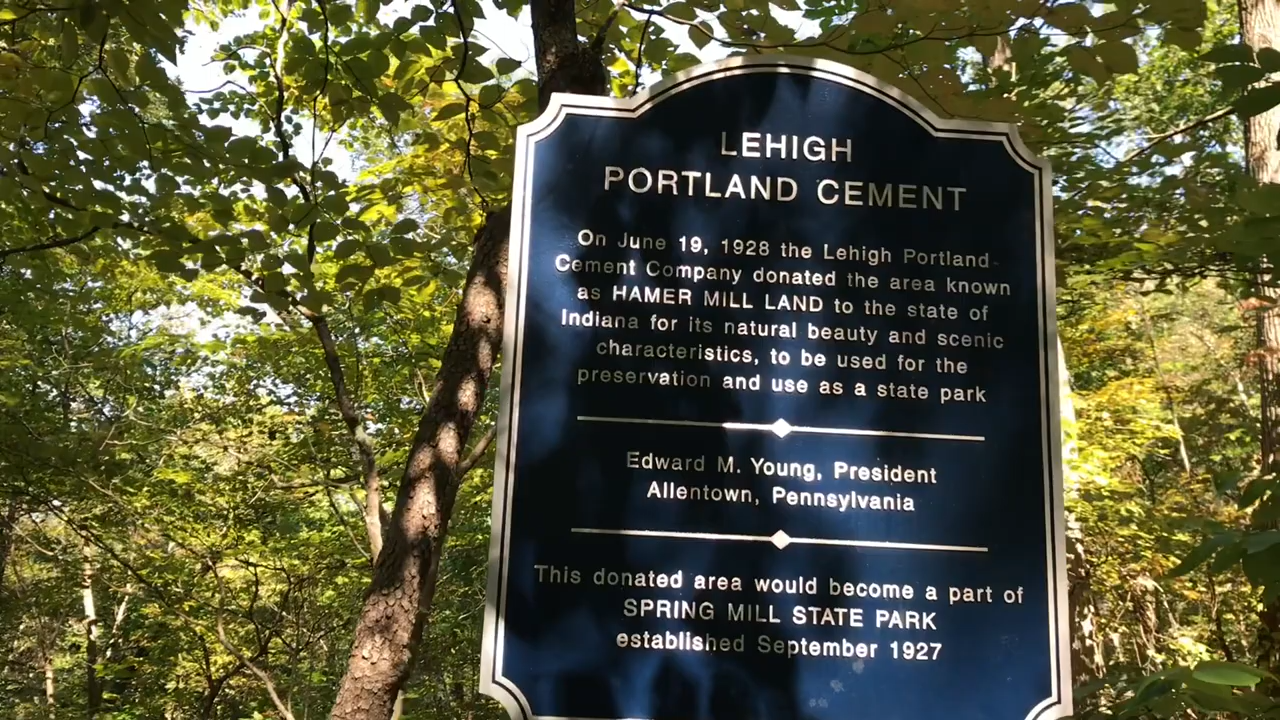 LEHIGH
PORTLAND CEMENT
On June 19, 1928 the Lehigh Portland
Cement Company donated the area known
as HAMER MILL LAND to the state of
Indiana for its natural beauty and scenic
characteristics, to be used for the
preservation and use as a state park
Edward M. Young, President
Allentown, Pennsylvania
This donated area would become a part of
SPRING MILL STATE PARK
established September 1927